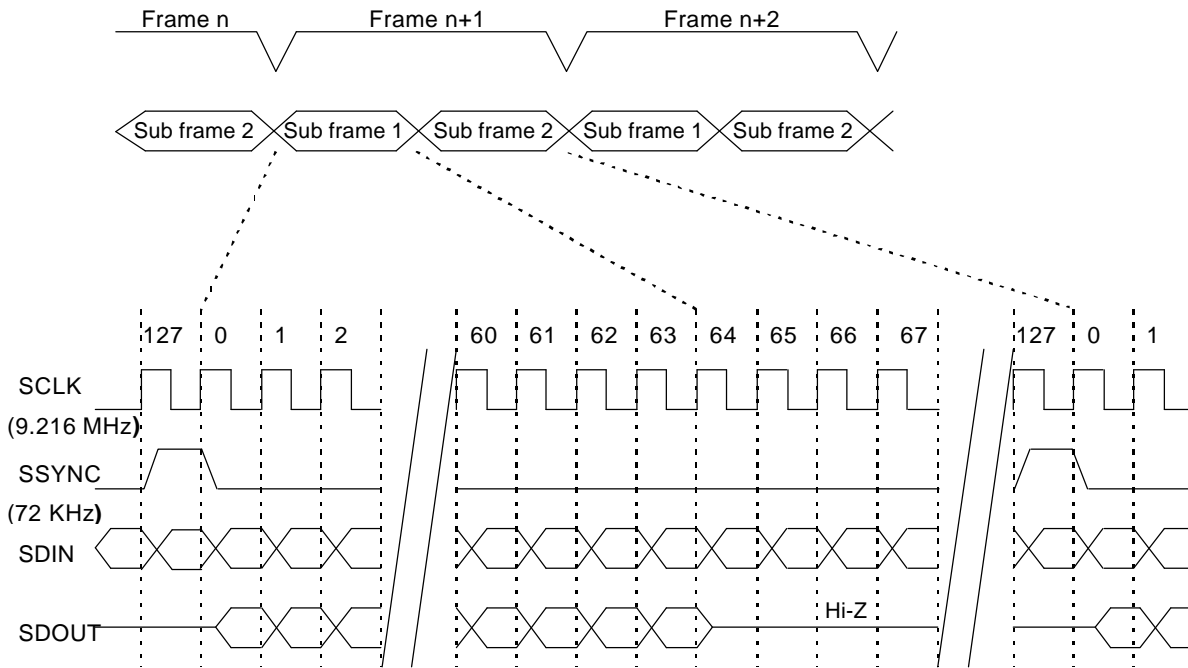 Frame n Frame n+1 Frame n+2
Sub frame 2 Sub frame 1 Sub frame 2 Sub frame 1 Sub frame 2
127 0 1 2 60 61 62 63 64 65 66 67 127 0 1
SCLK
(9.216 MHz)
SSYNC
(72 KHz)
SDIN
Hi-Z
SDOUT